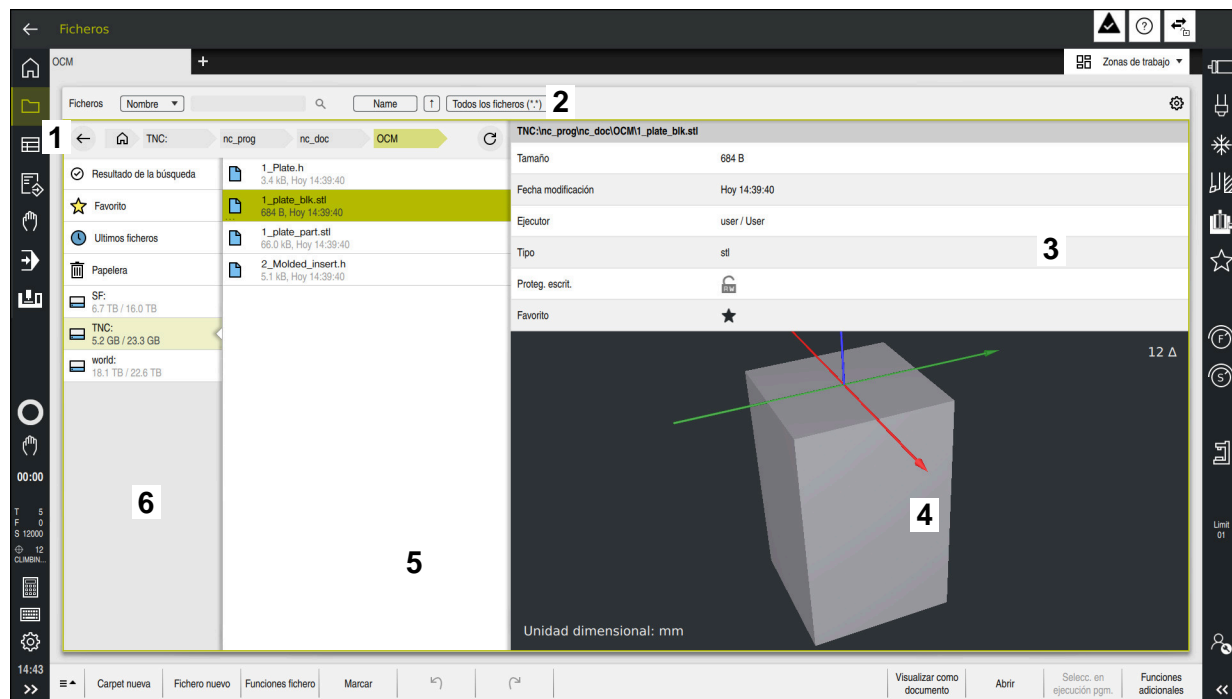 Ficheros
OCM
+
Zonas de trabajo
Ficheros
Nombre
Name
Todos los ficheros (*.*)
2
1
TNC:
nc_prog
nc_doc
OCM
TNC:\nc_prog\nc_doc\OCM\1_plate_blk.stl
Resultado de la búsqueda
Favorito
Ultimos ficheros
Papelera
SF:
6.7 TB / 16.0 TB
TNC:
5.2 GB / 23.3 GB
world:
18.1 TB / 22.6 TB
6
1_Plate.h
3.4 kB, Hoy 14:39:40
1_plate_blk.stl
684 B, Hoy 14:39:40
1_plate_part.stl
66.0 kB, Hoy 14:39:40
2_Molded_insert.h
5.1 kB, Hoy 14:39:40
5
Tamaño 684 B
Fecha modificación Hoy 14:39:40
Ejecutor user / User
Tipo stl
3
Proteg. escrit. RW
Favorito
12 Δ
4
Unidad dimensional: mm
00:00
T 5
F 0
S 12000
12
CLIMBIN...
14:43
F
S
Limit
01
Carpet nueva
Fichero nuevo
Funciones fichero
Marcar
Visualizar como
documento
Abrir
Selecc. en
ejecución pgm.
Funciones
adicionales